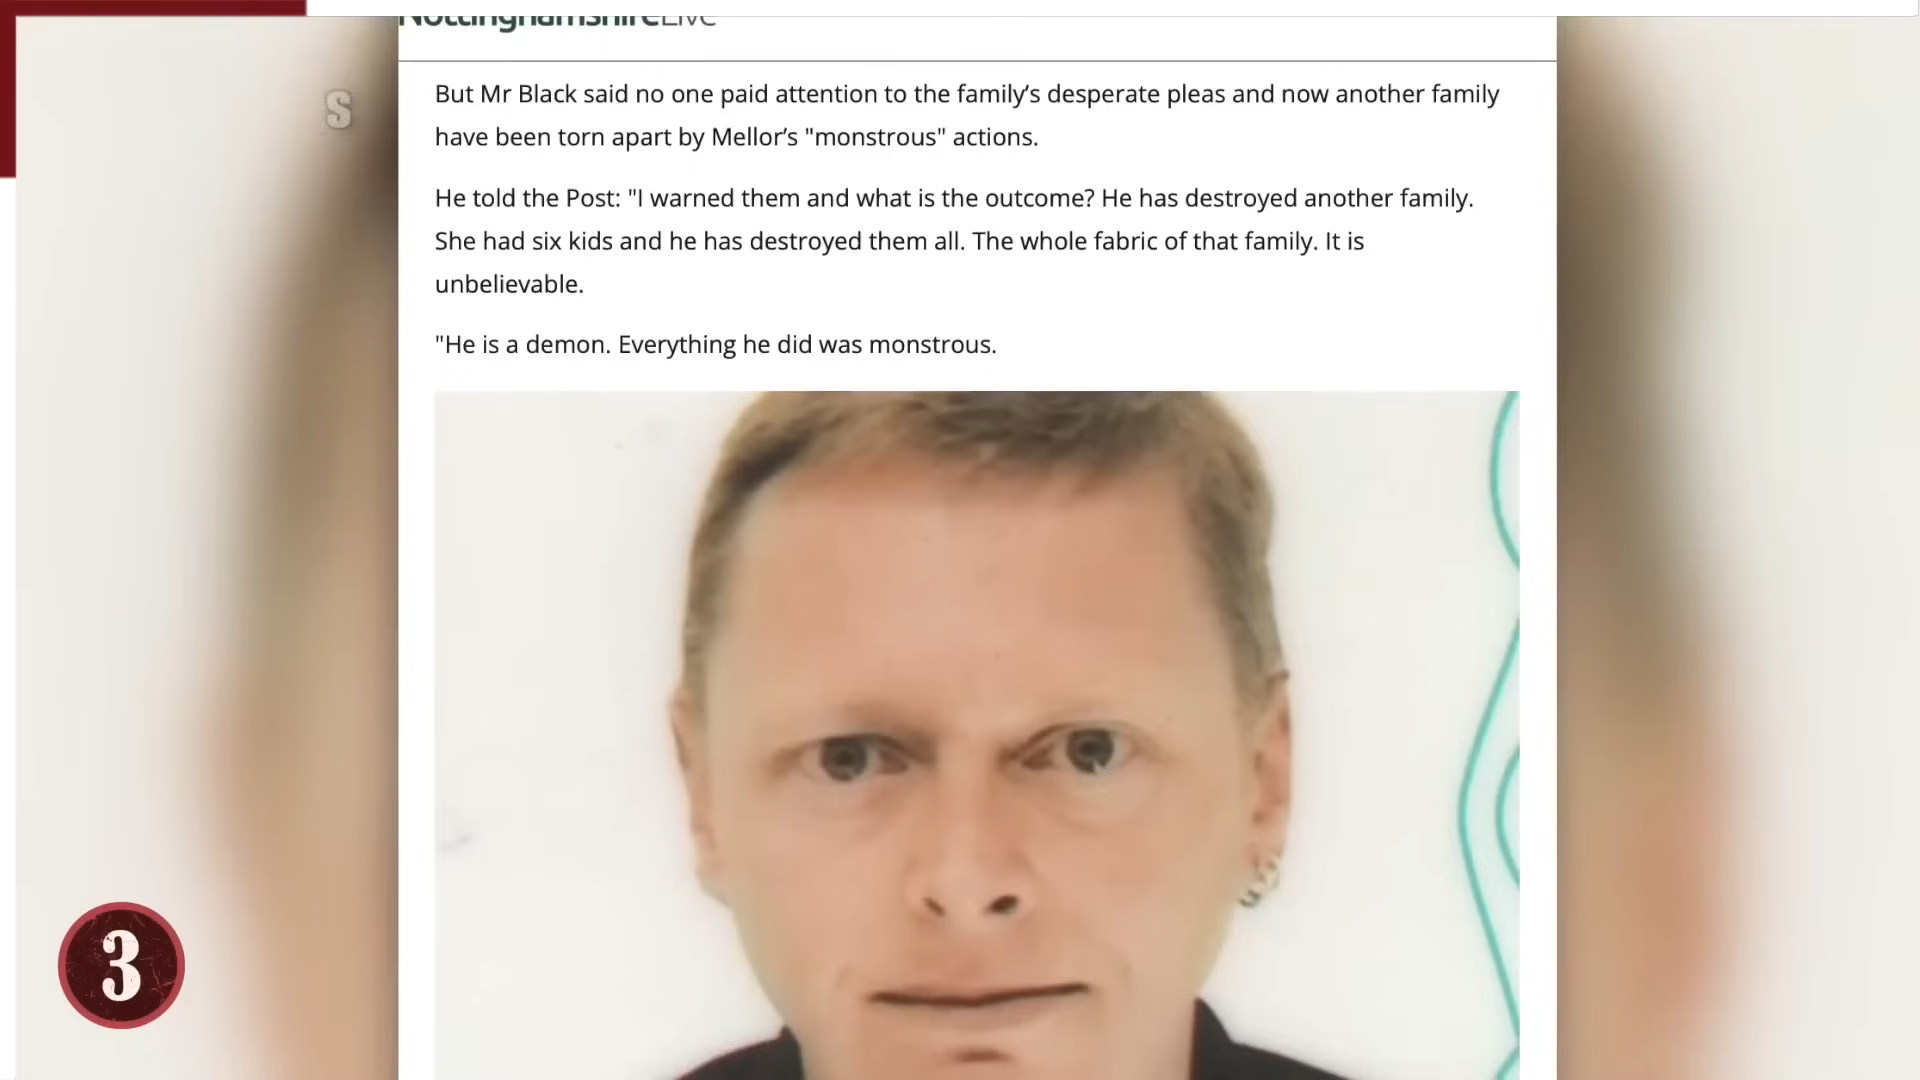 NottinghamshireLive
S
But Mr Black said no one paid attention to the family’s desperate pleas and now another family
have been torn apart by Mellor’s "monstrous" actions.
He told the Post: "I warned them and what is the outcome? He has destroyed another family.
She had six kids and he has destroyed them all. The whole fabric of that family. It is
unbelievable.
"He is a demon. Everything he did was monstrous.
3